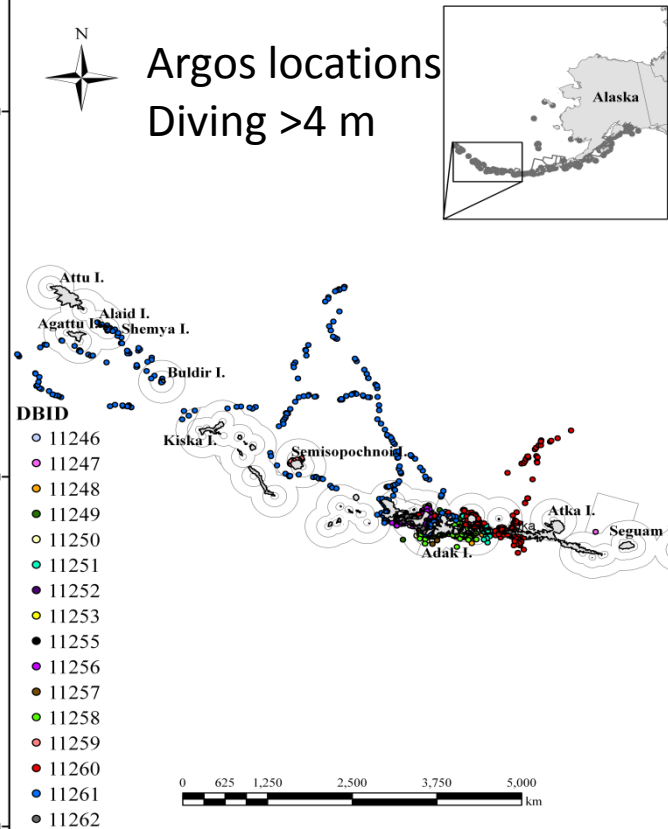 N
Argos locations
Diving >4 m
Alaska
Attu I.
Alaid I.
Agattu I.
Shemya I.
Buldir I.
DBID
Kiska I.
Semisopochnoi I.
Atka I.
Seguam
Adak I.
11246
11247
11248
11249
11250
11251
11252
11253
11255
11256
11257
11258
11259
11260
11261
11262
0 625 1,250 2,500 3,750 5,000
km